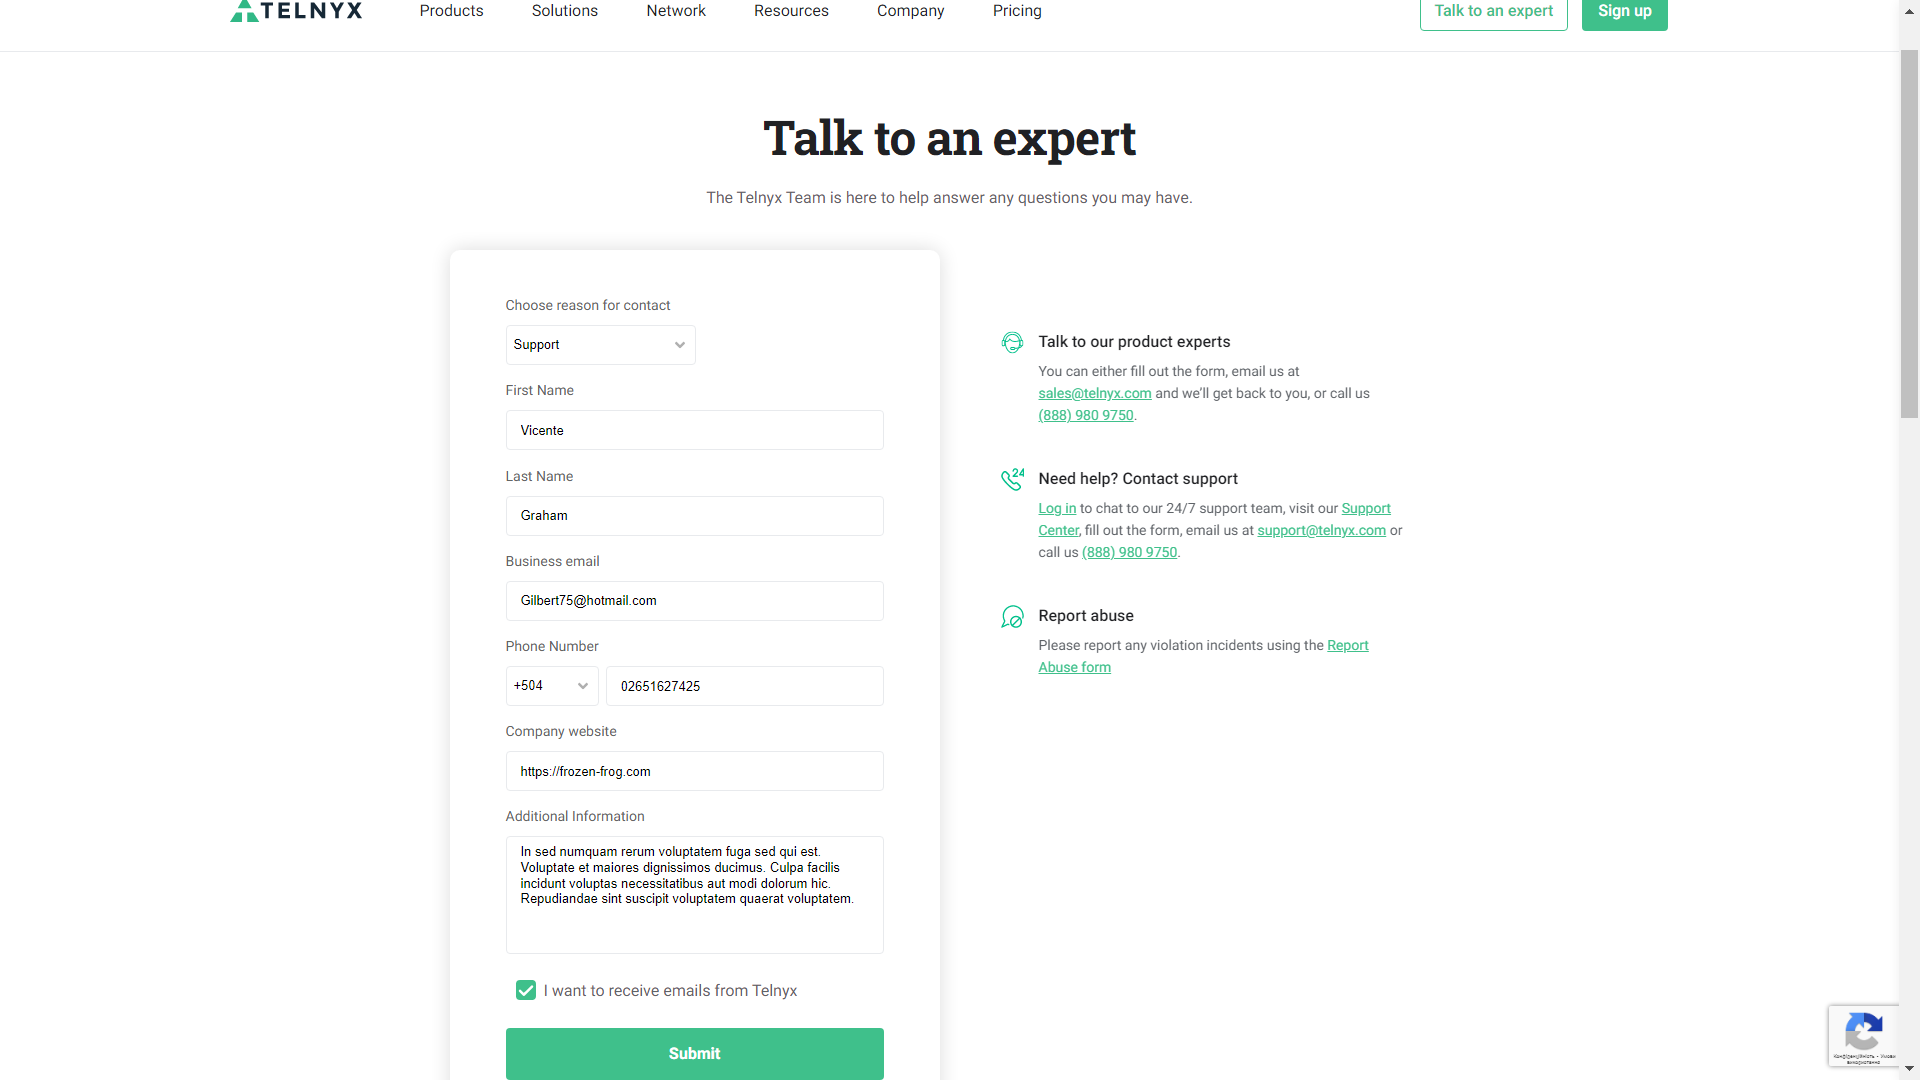 TELNYX
Products
Solutions
Network
Resources
Company
Pricing
Talk to an expert
Sign up
Talk to an expert
The Telnyx Team is here to help answer any questions you may have.
Choose reason for contact
Support
First Name
Vicente
Last Name
Graham
Business email
Gilbert75@hotmail.com
Phone Number
+504
02651627425
Company website
https://frozen-frog.com
Additional Information
In sed numquam rerum voluptatem fuga sed qui est.
Voluptate et maiores dignissimos ducimus. Culpa facilis
incidunt voluptas necessitatibus aut modi dolorum hic.
Repudiandae sint suscipit voluptatem quaerat voluptatem.
I want to receive emails from Telnyx
Submit
Talk to our product experts
You can either fill out the form, email us at
sales@telnyx.com and we’ll get back to you, or call us
(888) 980 9750.
24
Need help? Contact support
Log in to chat to our 24/7 support team, visit our Support
Center, fill out the form, email us at support@telnyx.com or
call us (888) 980 9750.
Report abuse
Please report any violation incidents using the Report
Abuse form
Конфіденційність - Умови
використання